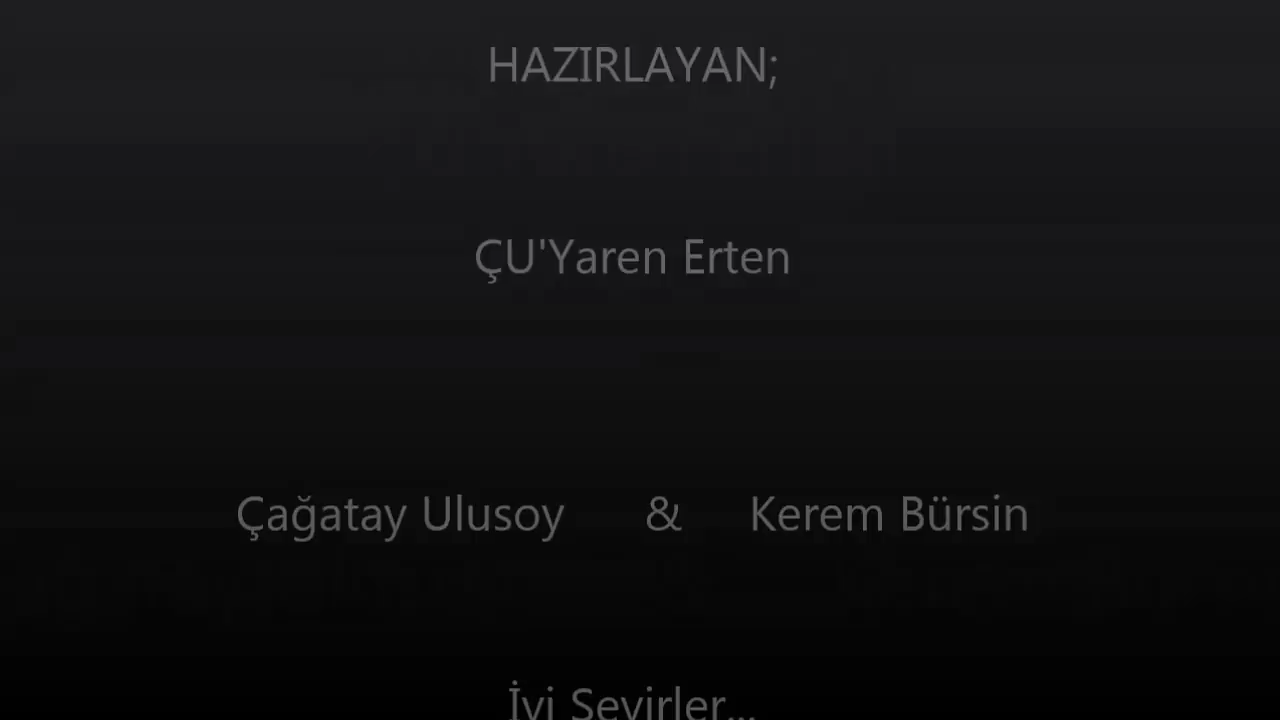 HAZIRLAYAN;
ÇU'Yaren Erten
Çağatay Ulusoy & Kerem Bürsin
İyi Seyirler...